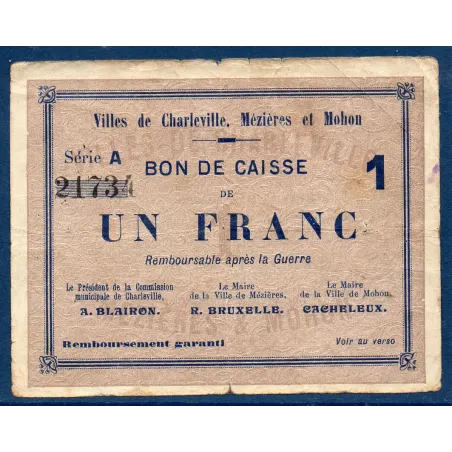 Villes de Charleville, Mézières et Mohon
Série A
21734
BON DE CAISSE
1
DE
UN FRANC
Remboursable après la Guerre
Le Président de la Commission
municipale de Charleville,
A. BLAIRON.
Le Maire
de la Ville de Mézières,
R. BRUXELLE.
Le Maire
de la Ville de Mohon,
CACHELEUX.
Remboursement garanti
Voir au verso